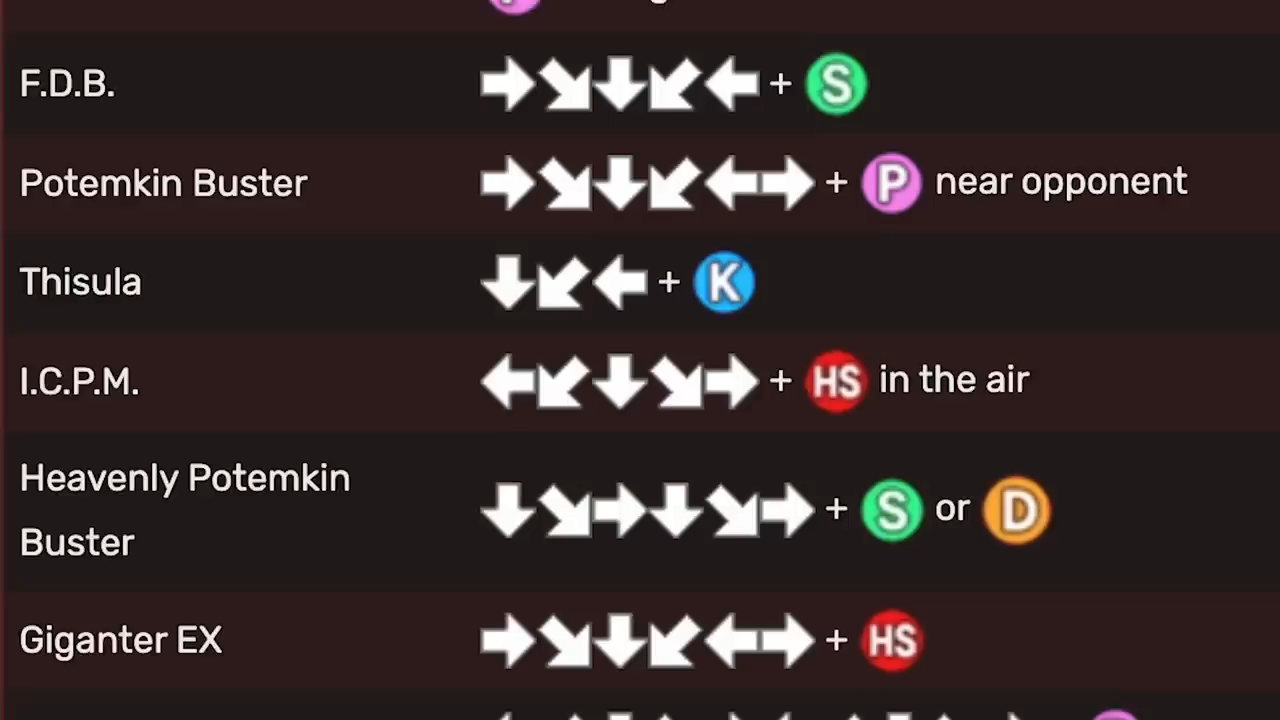 F.D.B. + S
Potemkin Buster + P near opponent
Thisula + K
I.C.P.M. + HS in the air
Heavenly Potemkin
Buster + S or D
Giganter EX + HS